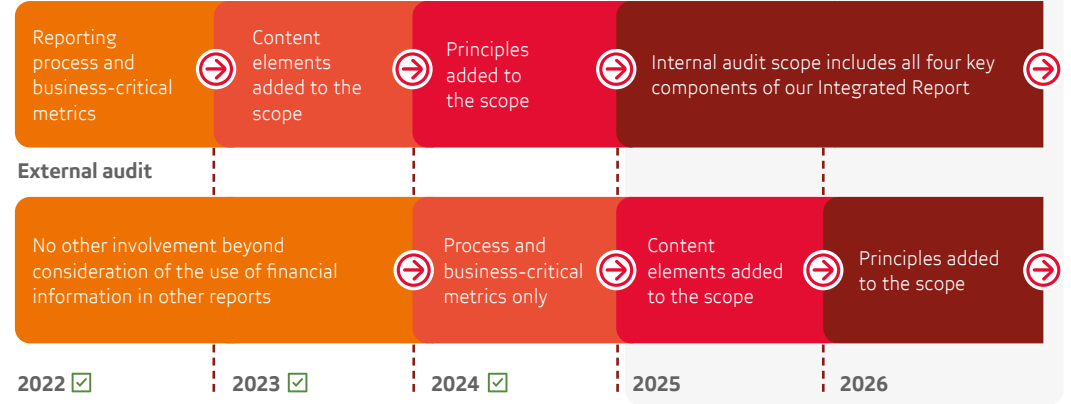 Reporting
process and
business-critical
metrics
Content
elements
added to the
scope
Principles
added to
the scope
Internal audit scope includes all four key
components of our Integrated Report
External audit
No other involvement beyond
consideration of the use of financial
information in other reports
Process and
business-critical
metrics only
Content
elements added
to the scope
Principles added
to the scope
2022 ☑
2023 ☑
2024 ☑
2025
2026